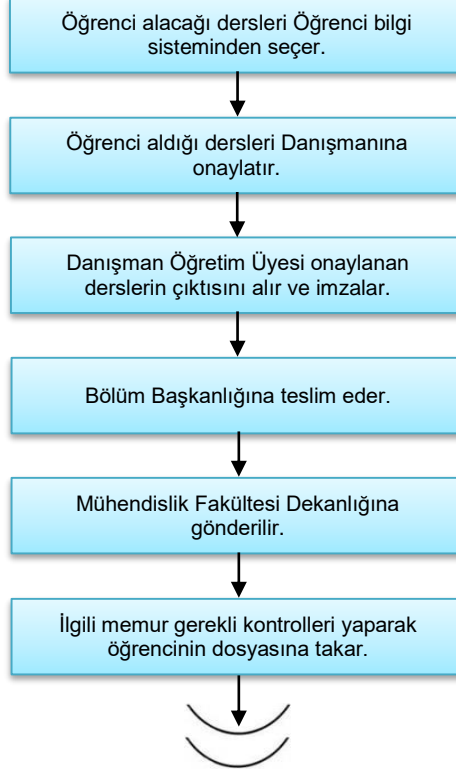 Öğrenci alacağı dersleri Öğrenci bilgi
sisteminden seçer.
Öğrenci aldığı dersleri Danışmanına
onaylatır.
Danışman Öğretim Üyesi onaylanan
derslerin çıktısını alır ve imzalar.
Bölüm Başkanlığına teslim eder.
Mühendislik Fakültesi Dekanlığına
gönderilir.
İlgili memur gerekli kontrolleri yaparak
öğrencinin dosyasına takar.